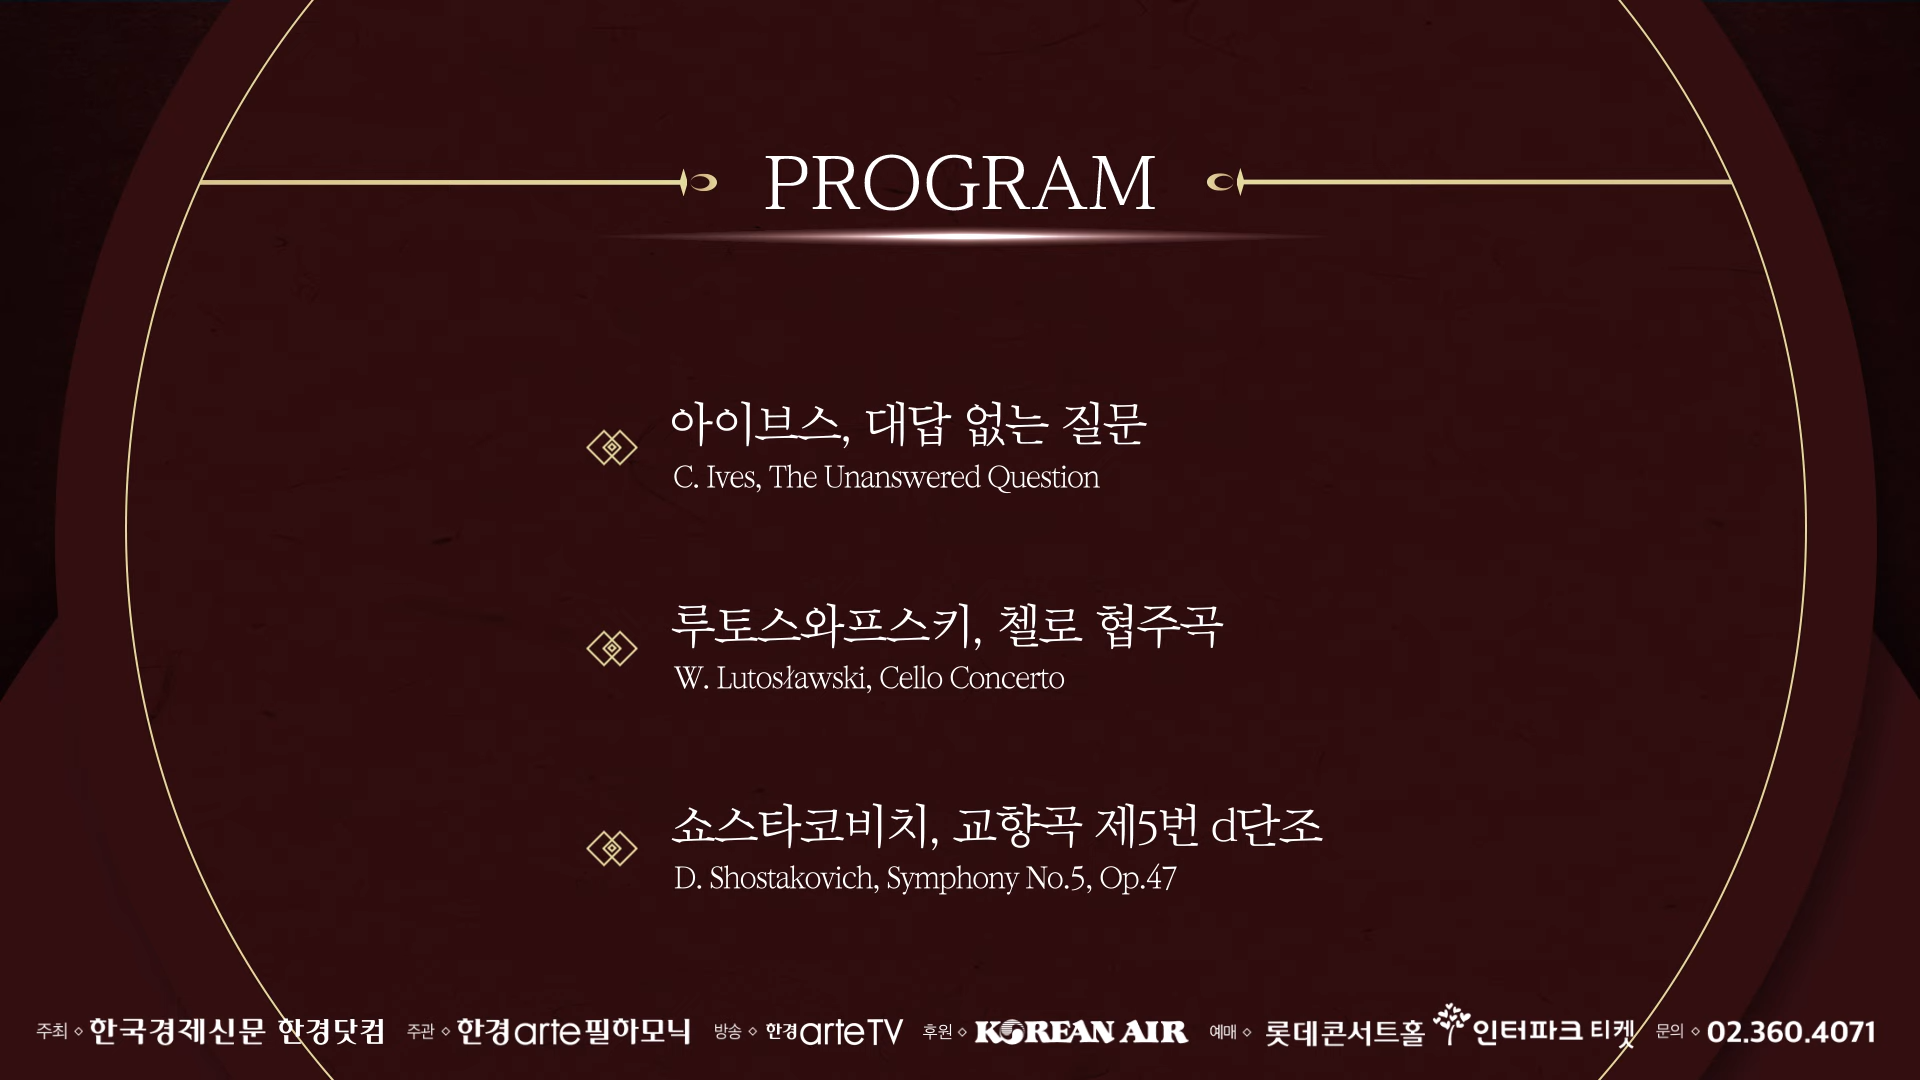 PROGRAM
아이브스, 대답 없는 질문
C. Ives, The Unanswered Question
루토스와프스키, 첼로 협주곡
W. Lutosławski, Cello Concerto
쇼스타코비치, 교향곡 제5번 d단조
D. Shostakovich, Symphony No.5, Op.47
주최 ◇ 한국경제신문 한경닷컴 주관 ◇ 한경arte필하모닉 방송 ◇ 한경arteTV 후원 ◇ KOREAN AIR 예매 ◇ 롯데콘서트홀 인터파크 티켓 문의 ◇ 02.360.4071